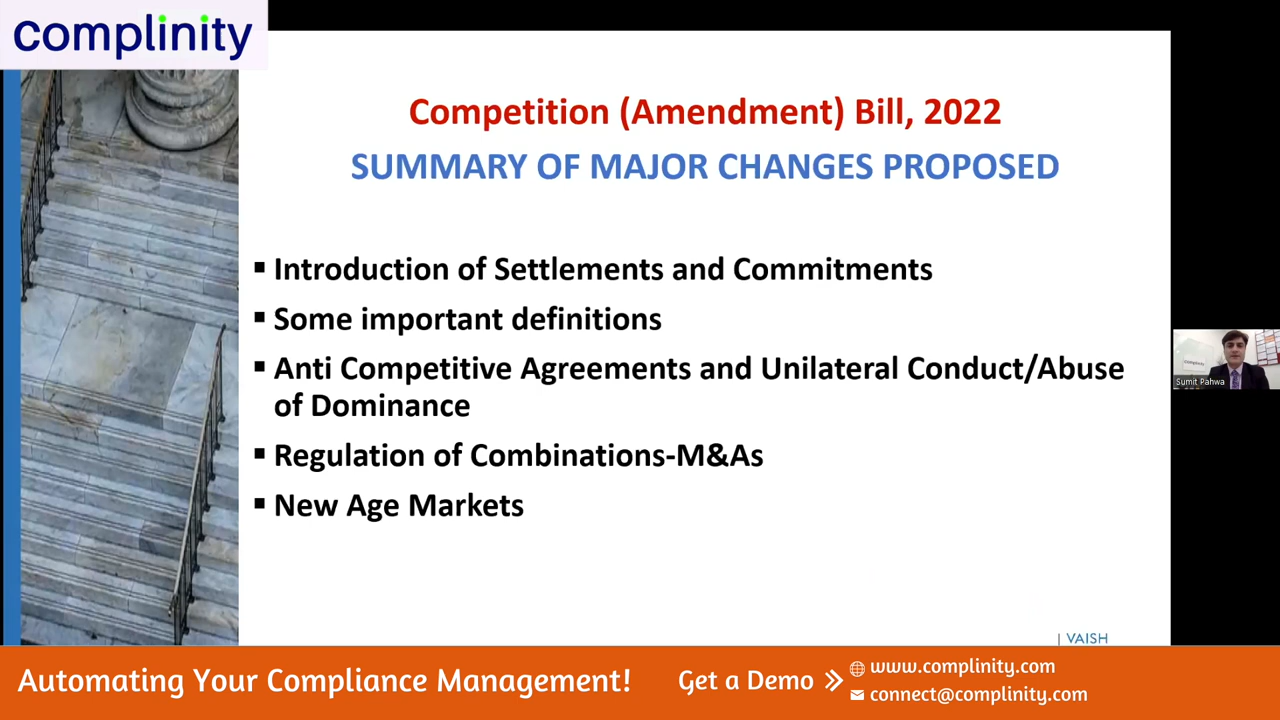 complinity
Competition (Amendment) Bill, 2022
SUMMARY OF MAJOR CHANGES PROPOSED
▪ Introduction of Settlements and Commitments
▪ Some important definitions
▪ Anti Competitive Agreements and Unilateral Conduct/Abuse
of Dominance
▪ Regulation of Combinations-M&As
▪ New Age Markets
Sumit Pahwa
| VAISH
Automating Your Compliance Management!
Get a Demo
www.complinity.com
connect@complinity.com